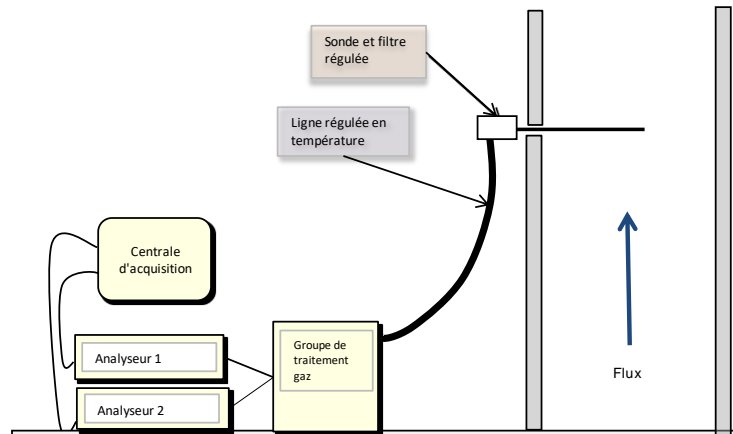 Sonde et filtre
régulée
Ligne régulée en
température
Centrale
d'acquisition
Groupe de
traitement
gaz
Analyseur 1
Analyseur 2
Flux